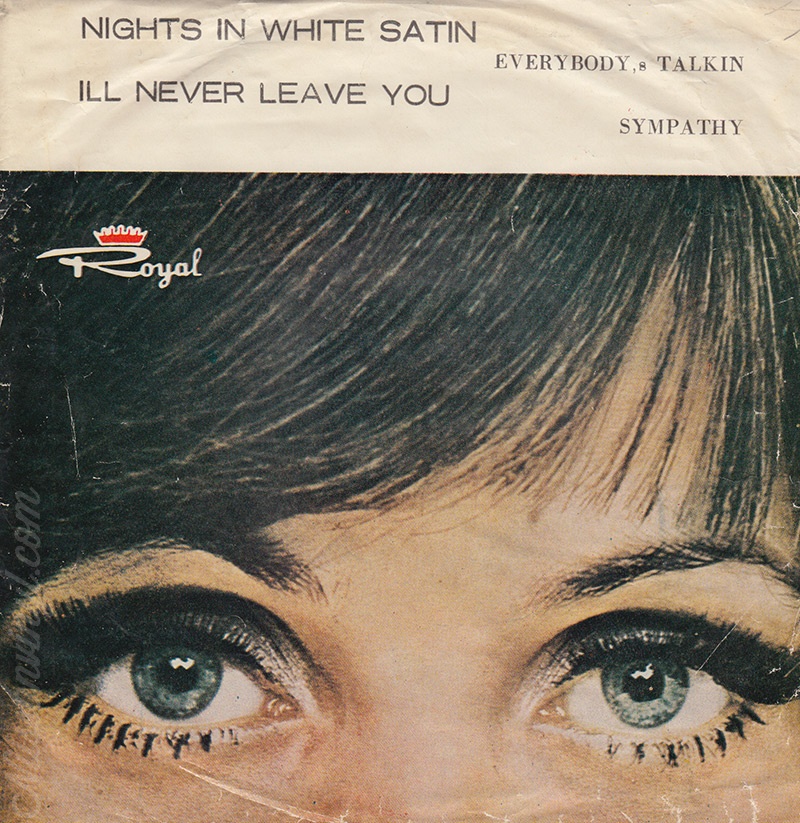 NIGHTS IN WHITE SATIN
EVERYBODY,s TALKIN
ILL NEVER LEAVE YOU
SYMPATHY
Royal